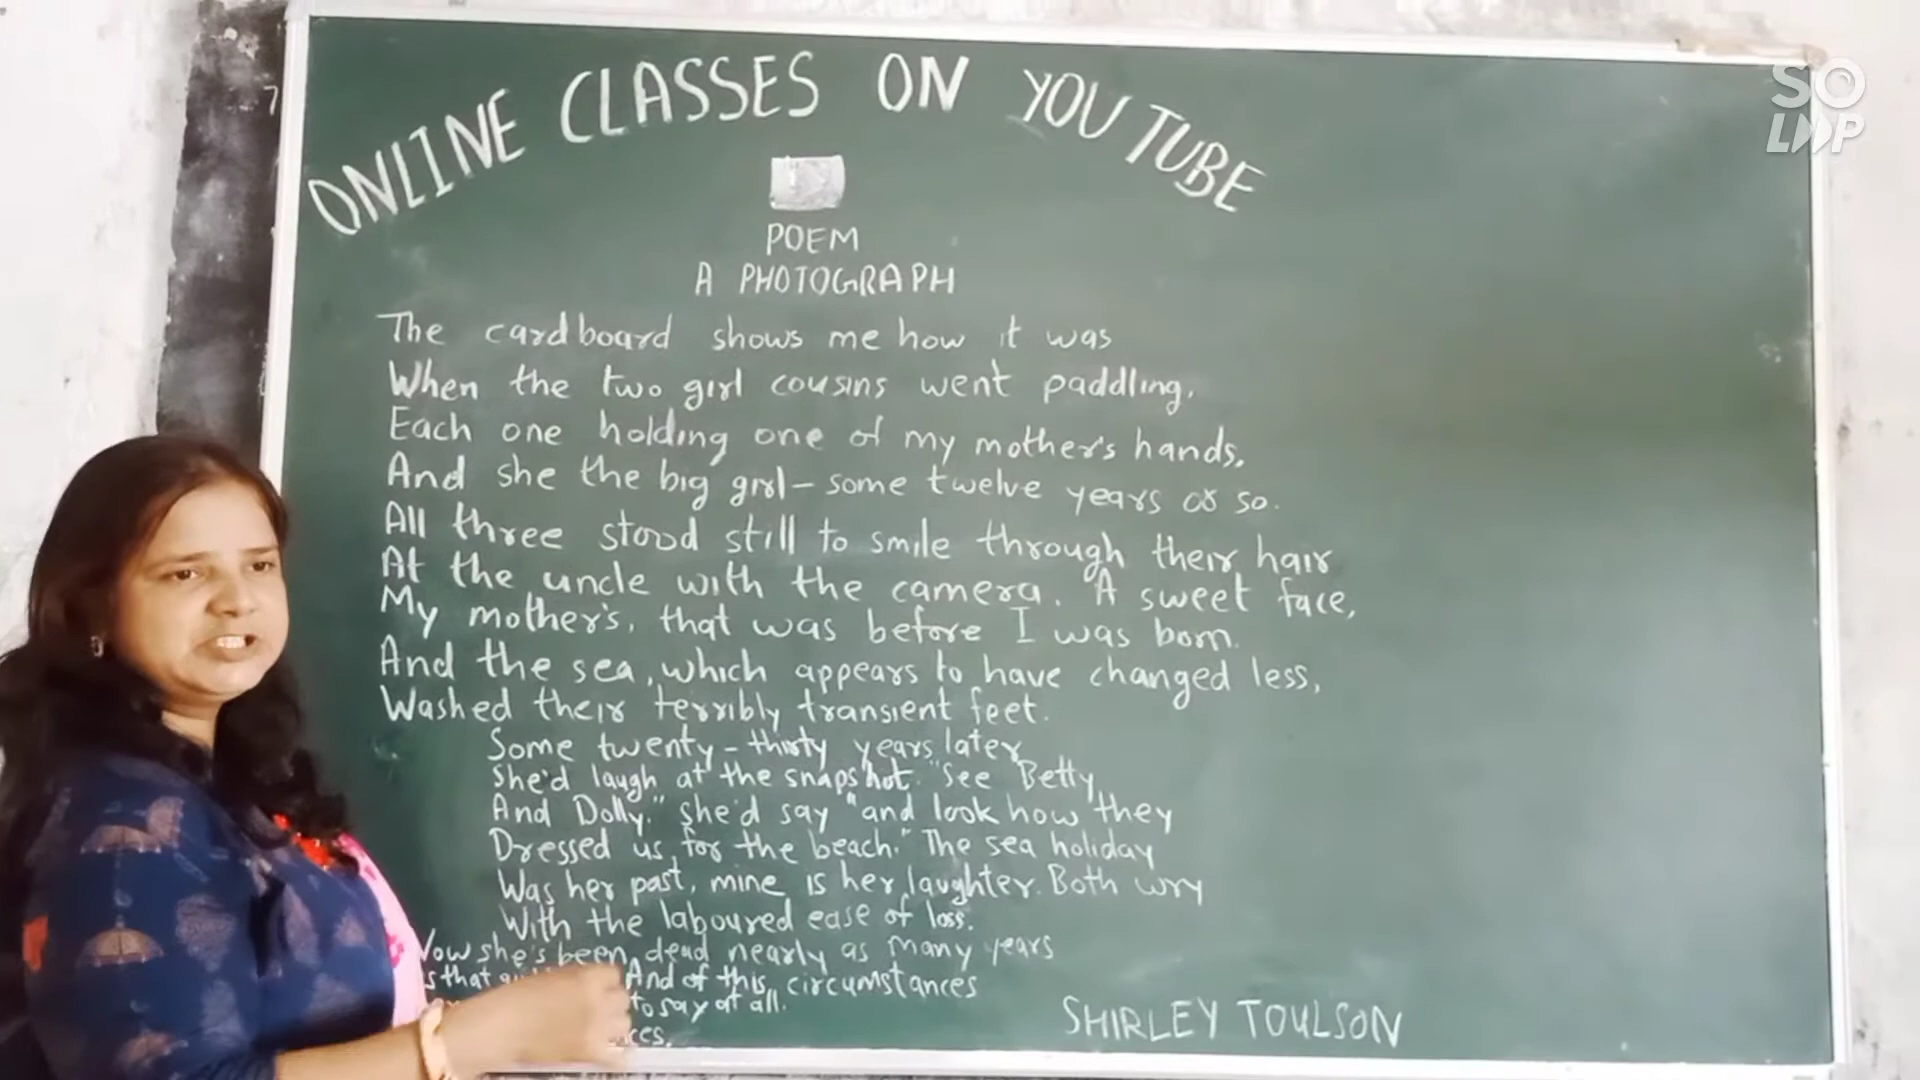 ONLINE CLASSES ON YOU TUBE
SOLOOP
POEM
A PHOTOGRAPH
The cardboard shows me how it was
When the two girl cousins went paddling,
Each one holding one of my mother's hands,
And she the big girl - some twelve years or so.
All three stood still to smile through their hair
At the uncle with the camera. A sweet face,
My mother's, that was before I was born.
And the sea, which appears to have changed less,
Washed their terribly transient feet.
Some twenty - thirty years later
She'd laugh at the snapshot. "See Betty,
And Dolly." she'd say "and look how they
Dressed us for the beach." The sea holiday
Was her past, mine is her laughter. Both wry
With the laboured ease of loss.
Now she's been dead nearly as many years
that And of this circumstances
to say at all.
SHIRLEY TOULSON